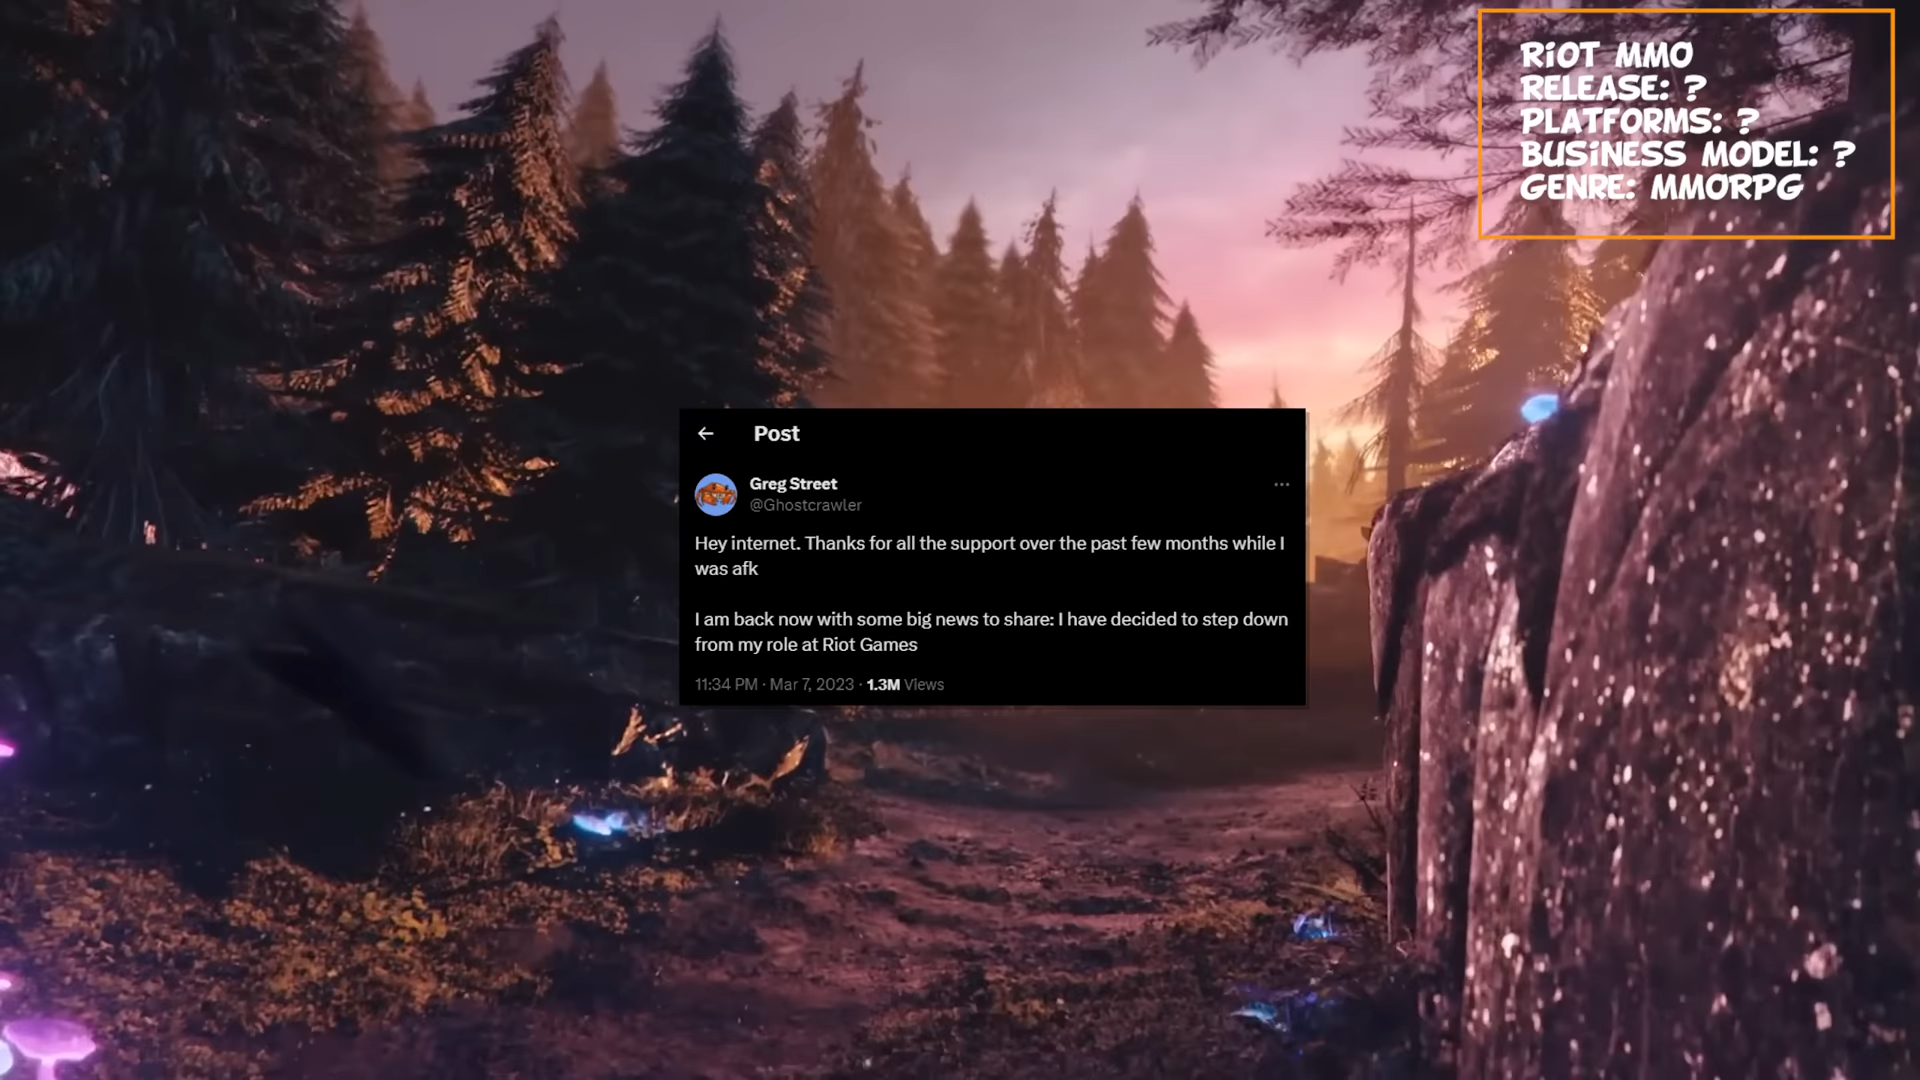 RIOT MMO
RELEASE: ?
PLATFORMS: ?
BUSINESS MODEL: ?
GENRE: MMORPG
Post
Greg Street
@Ghostcrawler
Hey internet. Thanks for all the support over the past few months while I
was afk
I am back now with some big news to share: I have decided to step down
from my role at Riot Games
11:34 PM · Mar 7, 2023 · 1.3M Views